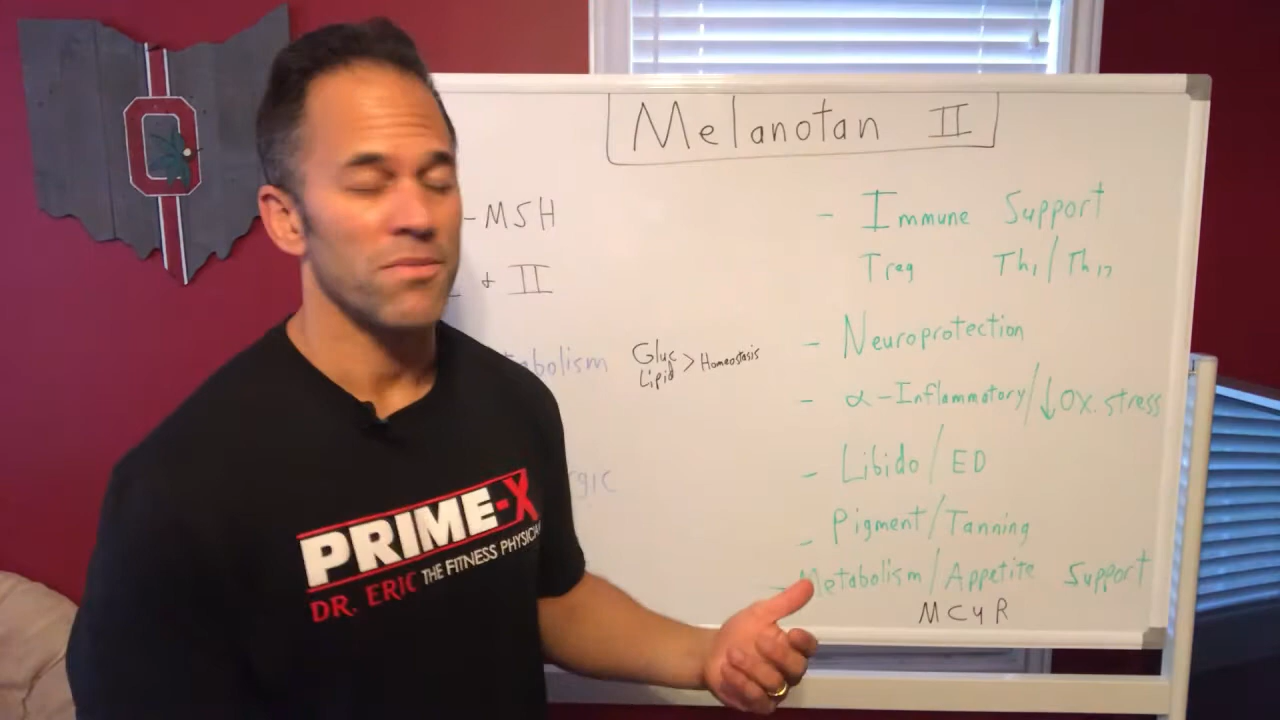 Melanotan II
-MSH
+ II
Gluc
Lipid > Homeostasis
- Immune Support
Treg Th1/Th17
- Neuroprotection
- α-Inflammatory/↓Ox. stress
- Libido/ED
- Pigment/Tanning
- Metabolism/Appetite Support
MC4R
PRIME-X
DR. ERIC THE FITNESS PHYSICIAN
O